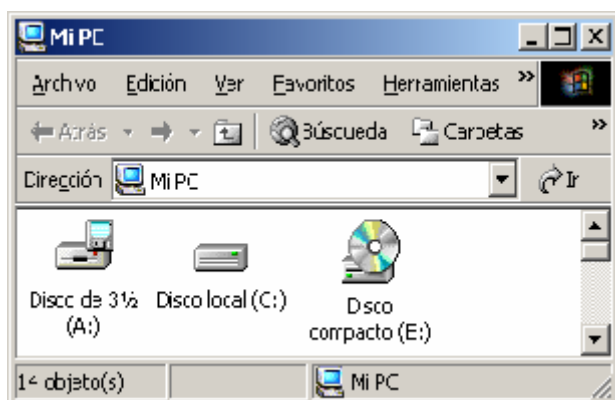 Mi PC
Archivo Edición Ver Favoritos Herramientas »
Atrás Búsqueda Carpetas »
Dirección Mi PC Ir
Disco de 3½ (A:)
Disco local (C:)
Disco compacto (E:)
14 objeto(s) Mi PC